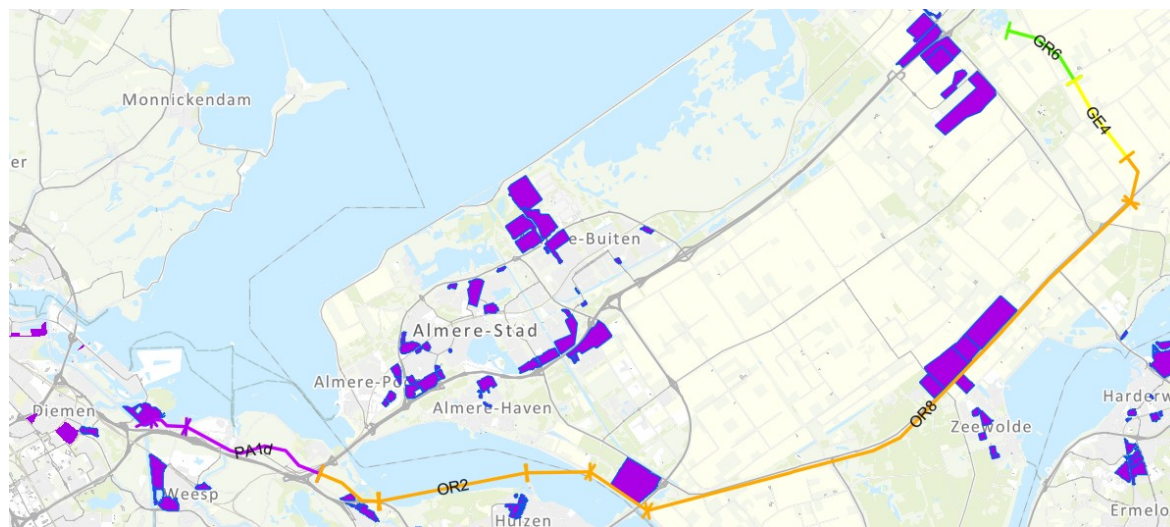 GR6
Monnickendam
GE4
er
e-Buiten
Almere-Stad
Almere-Po
Harderw
Diemen
Almere-Haven
OR8
Zeewolde
PA1d
OR2
Weesp
Huizen
Ermelo